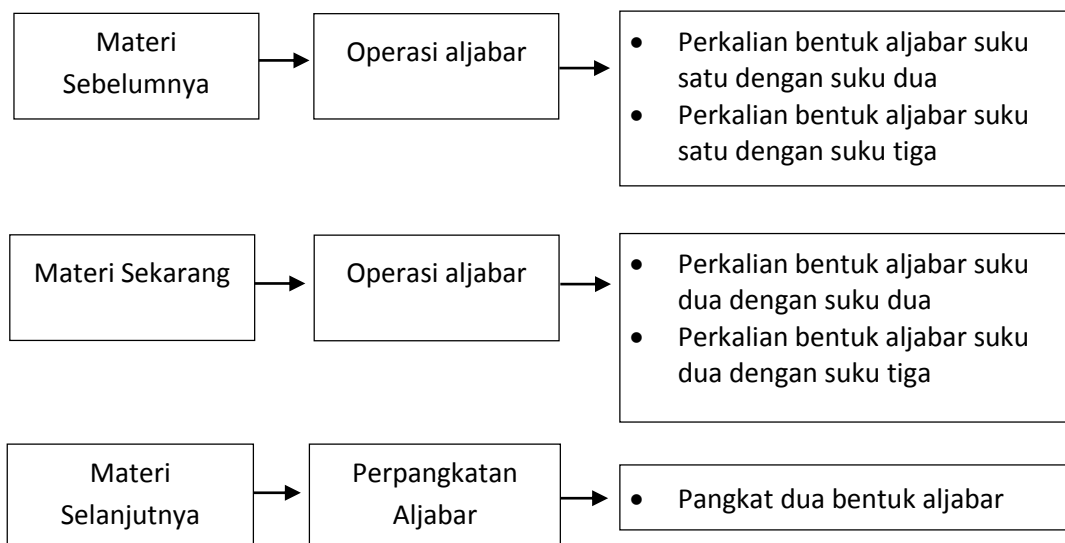 Materi
Sebelumnya
Operasi aljabar
• Perkalian bentuk aljabar suku
satu dengan suku dua
• Perkalian bentuk aljabar suku
satu dengan suku tiga
Materi Sekarang
Operasi aljabar
• Perkalian bentuk aljabar suku
dua dengan suku dua
• Perkalian bentuk aljabar suku
dua dengan suku tiga
Materi
Selanjutnya
Perpangkatan
Aljabar
• Pangkat dua bentuk aljabar